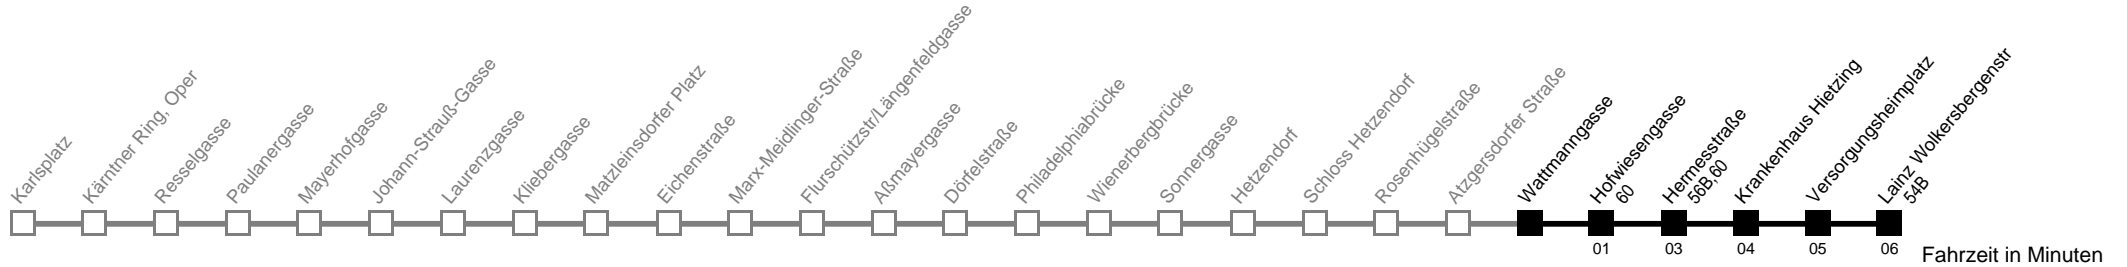 Karlsplatz
Kärntner Ring, Oper
Resselgasse
Paulanergasse
Mayerhofgasse
Johann-Strauß-Gasse
Laurenzgasse
Kliebergasse
Matzleinsdorfer Platz
Eichenstraße
Marx-Meidlinger-Straße
Flurschützstr/Längenfeldgasse
Aßmayergasse
Dörfelstraße
Philadelphiabrücke
Wienerbergbrücke
Sonnergasse
Hetzendorf
Schloss Hetzendorf
Rosenhügelstraße
Atzgersdorfer Straße
Wattmanngasse
Hofwiesengasse
60
Hermesstraße
56B,60
Krankenhaus Hietzing
Versorgungsheimplatz
Lainz Wolkersbergenstr
54B
01
03
04
05
06
Fahrzeit in Minuten